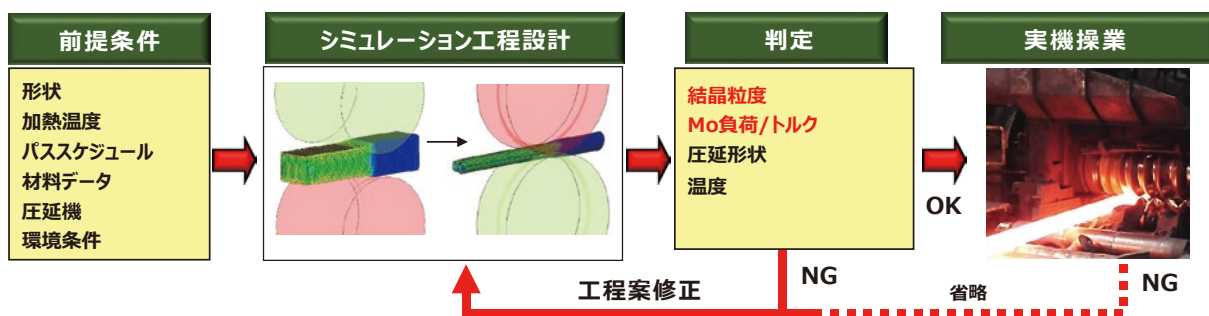 前提条件
形状
加熱温度
パススケジュール
材料データ
圧延機
環境条件
シミュレーション工程設計
判定
結晶粒度
Mo負荷/トルク
圧延形状
温度
実機操業
OK
NG
工程案修正
省略
NG